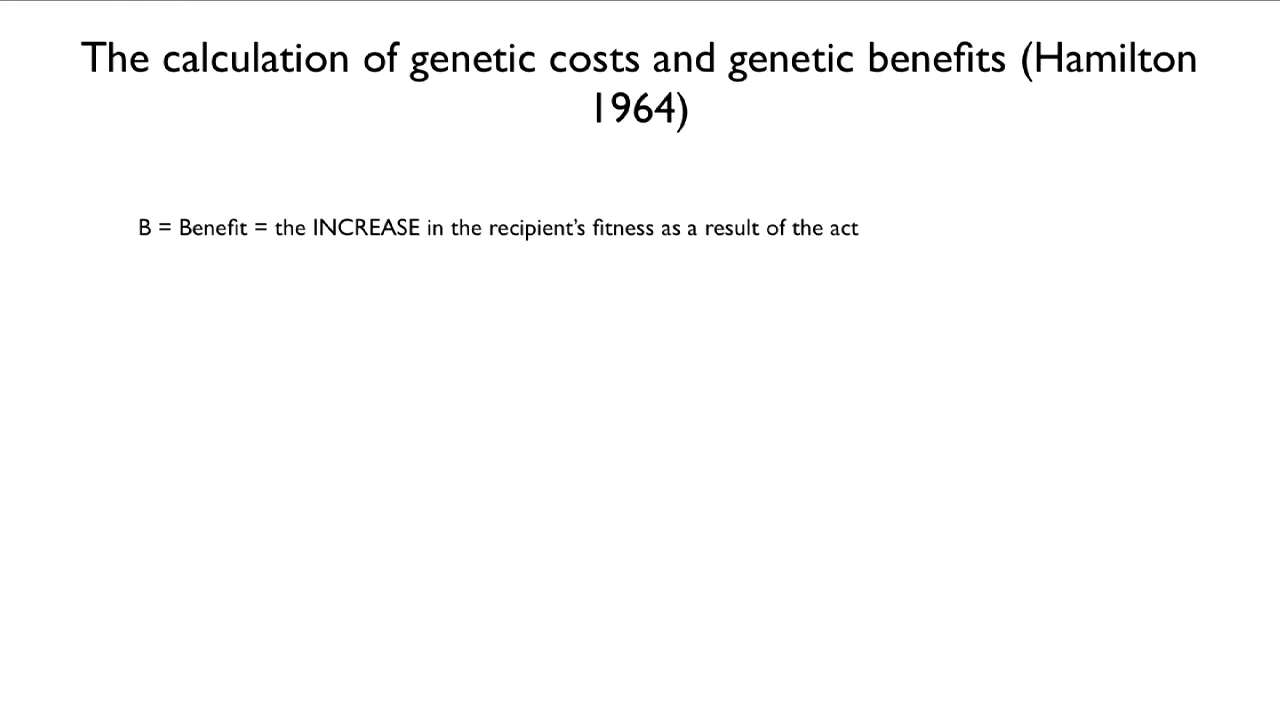 The calculation of genetic costs and genetic benefits (Hamilton
1964)
B = Benefit = the INCREASE in the recipient’s fitness as a result of the act